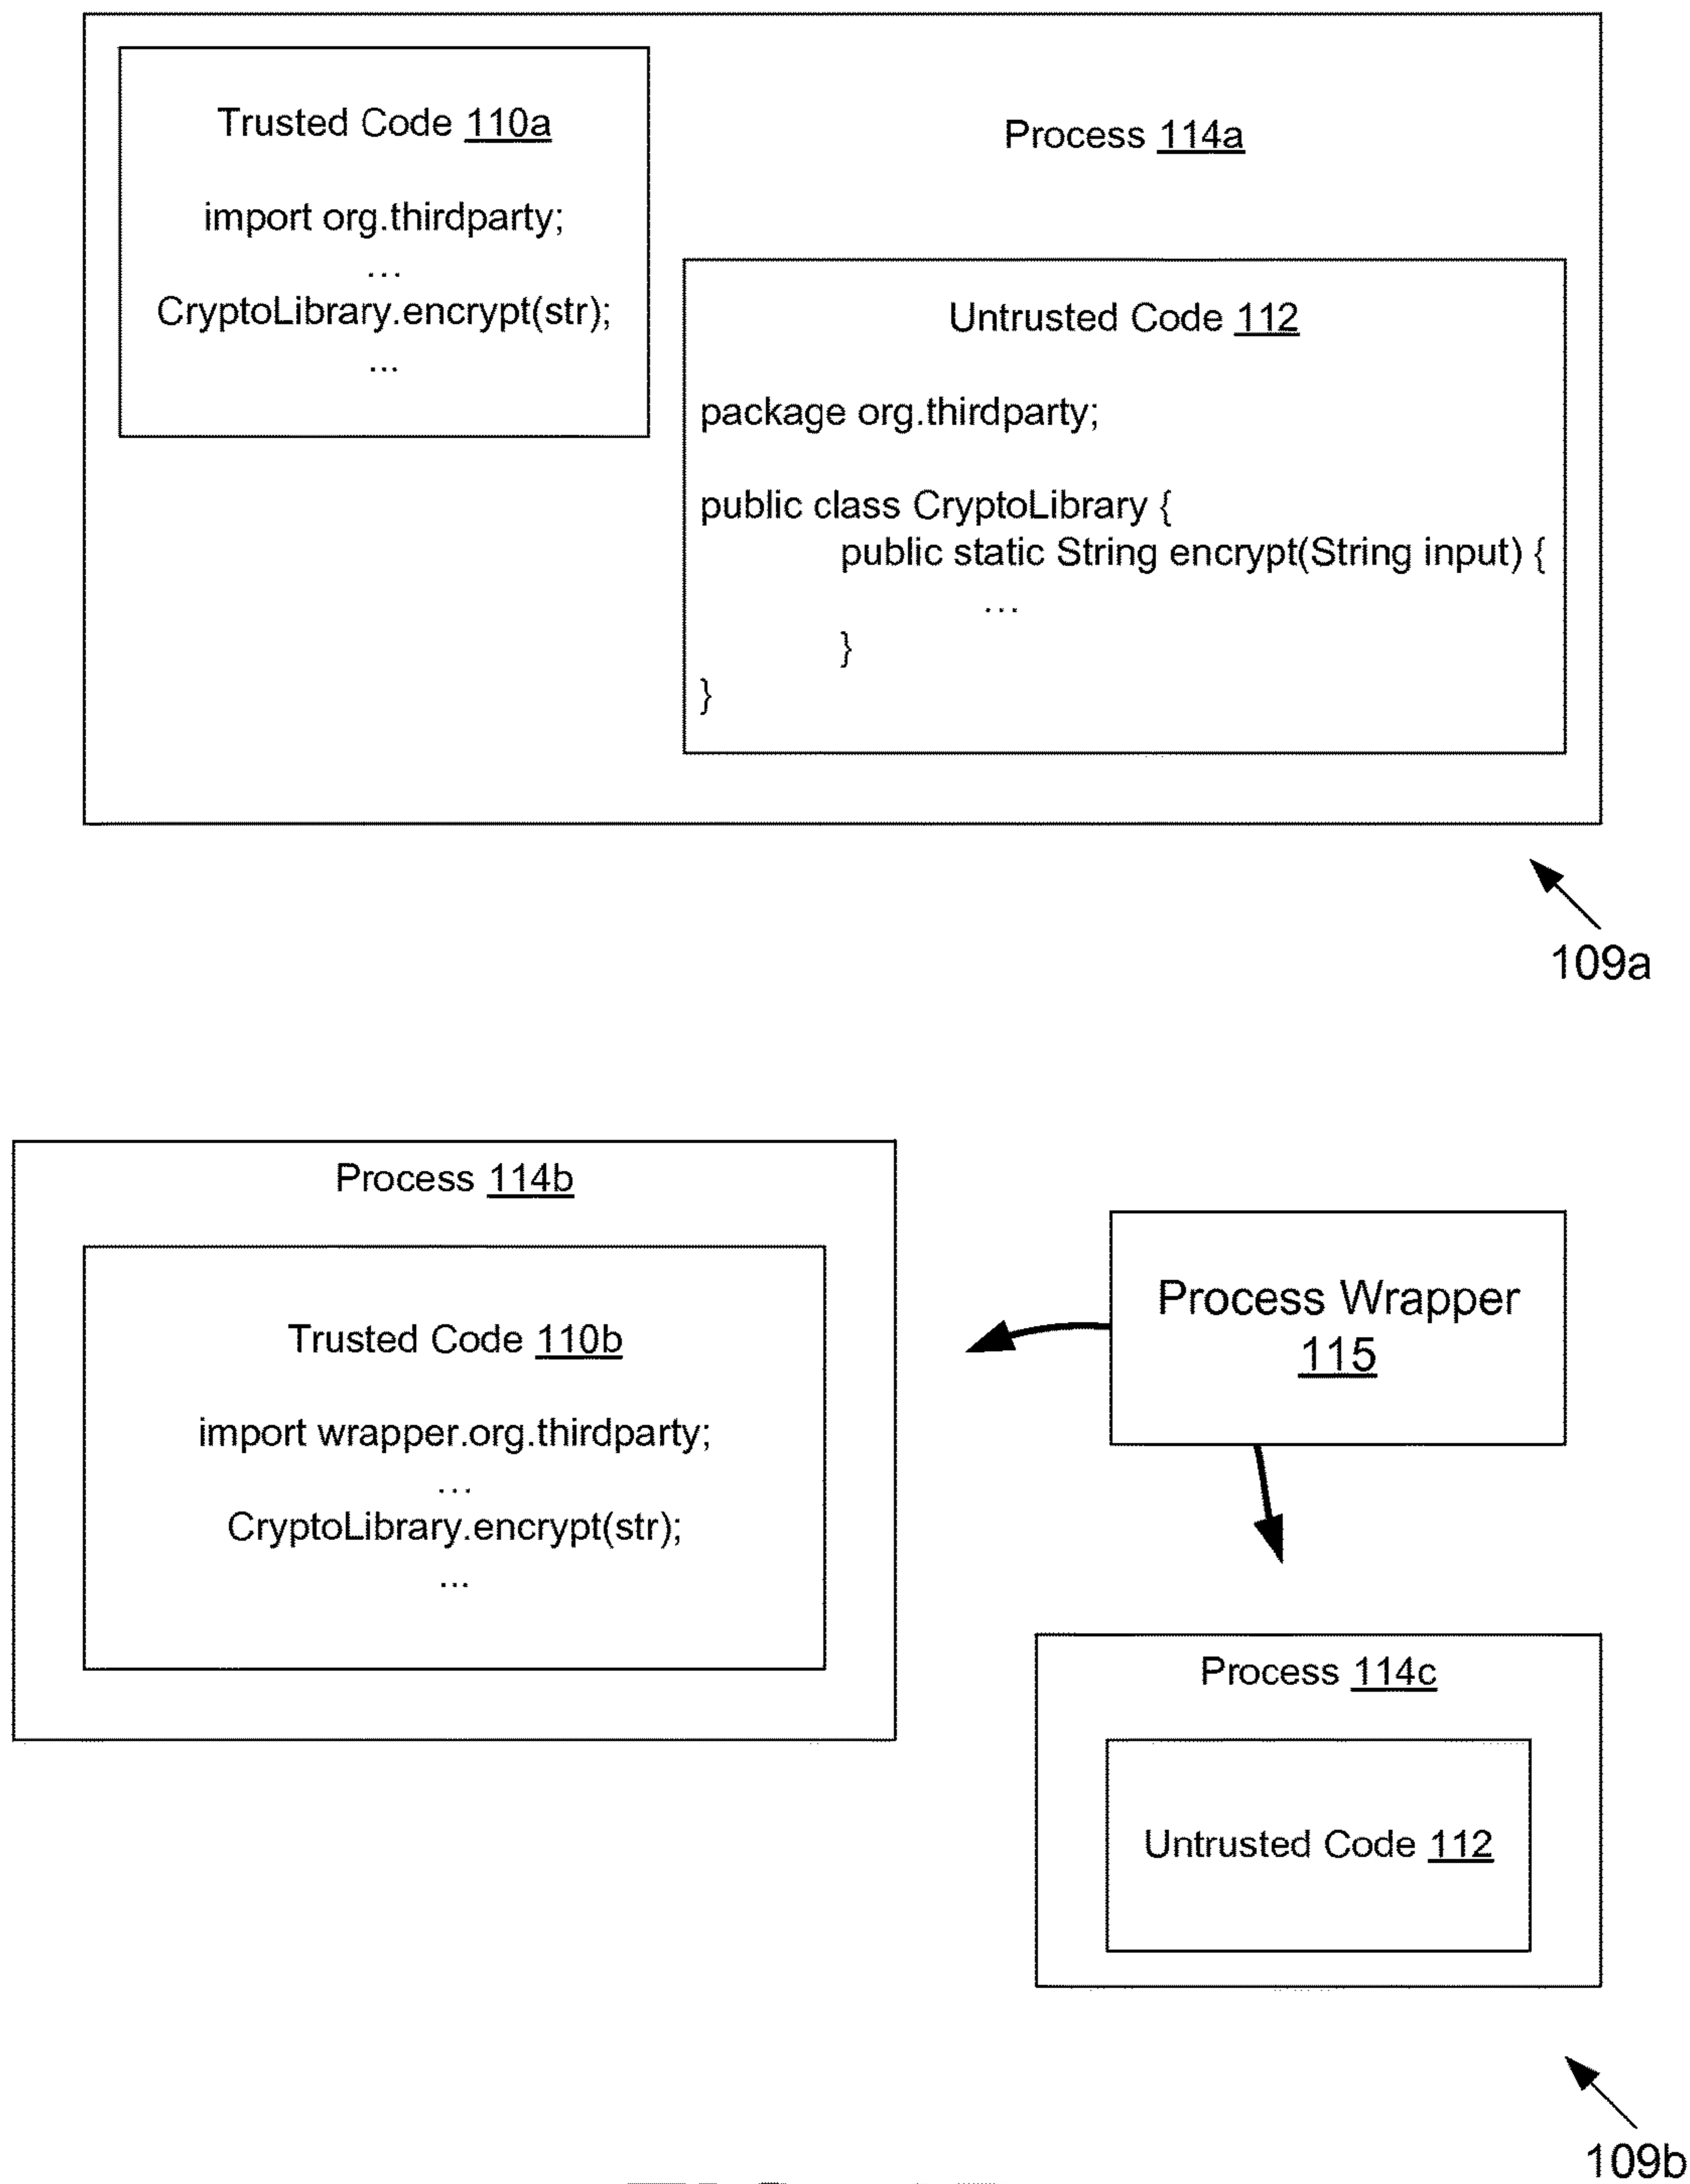 Trusted Code 110a
import org.thirdparty;
...
CryptoLibrary.encrypt(str);
...
Process 114a
Untrusted Code 112
package org.thirdparty;
public class CryptoLibrary {
public static String encrypt(String input) {
...
}
}
109a
Process 114b
Trusted Code 110b
import wrapper.org.thirdparty;
...
CryptoLibrary.encrypt(str);
...
Process Wrapper
115
Process 114c
Untrusted Code 112
109b